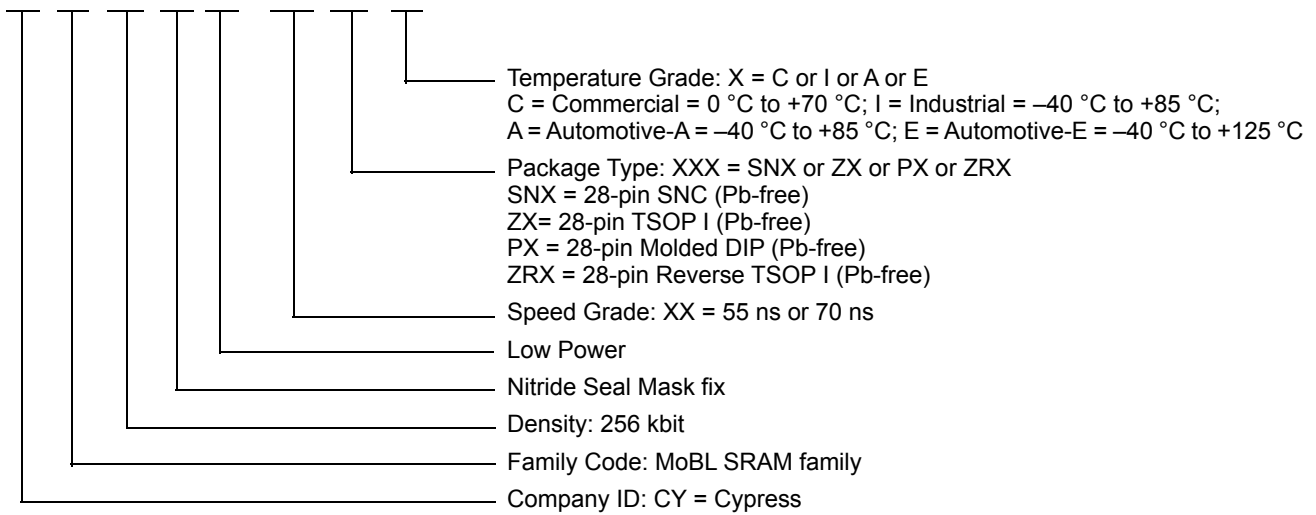 Temperature Grade: X = C or I or A or E
C = Commercial = 0 °C to +70 °C; I = Industrial = –40 °C to +85 °C;
A = Automotive-A = –40 °C to +85 °C; E = Automotive-E = –40 °C to +125 °C
Package Type: XXX = SNX or ZX or PX or ZRX
SNX = 28-pin SNC (Pb-free)
ZX= 28-pin TSOP I (Pb-free)
PX = 28-pin Molded DIP (Pb-free)
ZRX = 28-pin Reverse TSOP I (Pb-free)
Speed Grade: XX = 55 ns or 70 ns
Low Power
Nitride Seal Mask fix
Density: 256 kbit
Family Code: MoBL SRAM family
Company ID: CY = Cypress